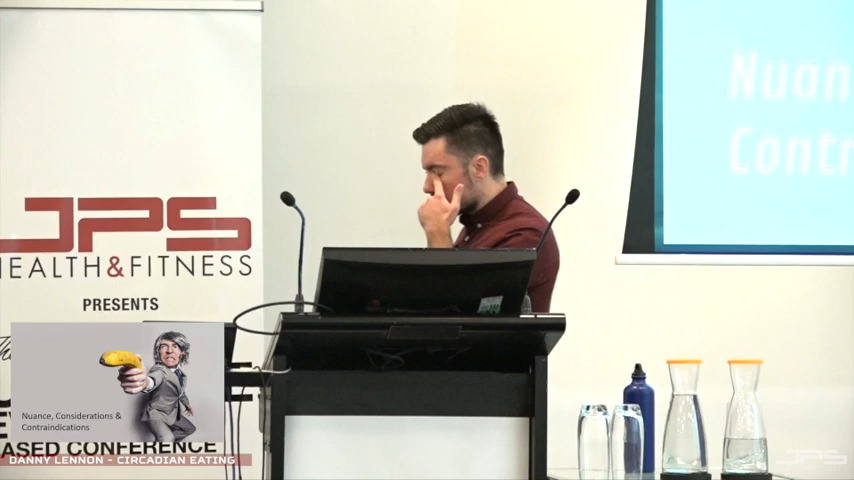 JPS
HEALTH&FITNESS
PRESENTS
Nuance, Considerations &
Contraindications
ASED CONFERENCE
DANNY LENNON - CIRCADIAN EATING
Nuan
Contr
JPS